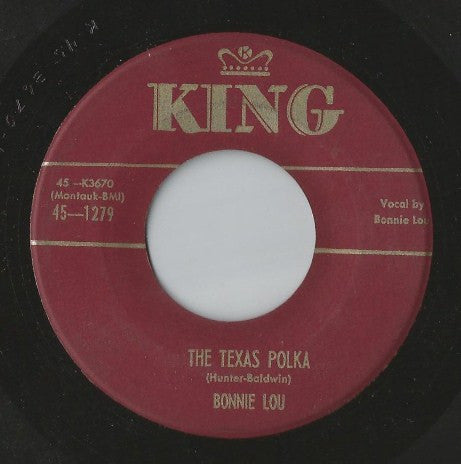 K
KING
45 –K3670
(Montauk-BMI)
45—1279
Vocal by
Bonnie Lou
THE TEXAS POLKA
(Hunter-Baldwin)
BONNIE LOU